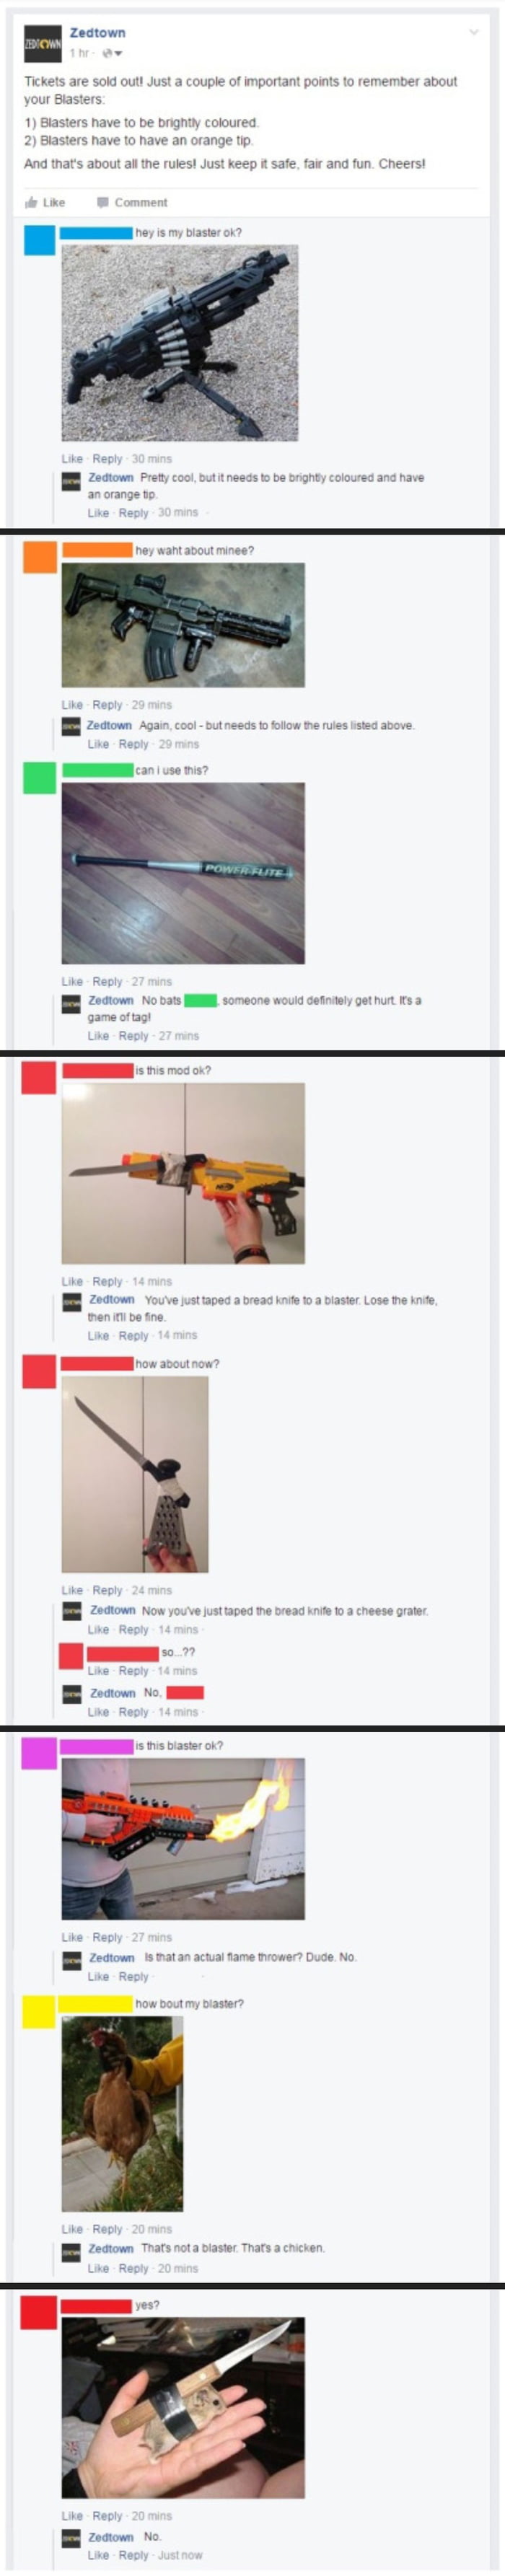 ZEDTOWN
Zedtown
1 hr ·
Tickets are sold out! Just a couple of important points to remember about
your Blasters:
1) Blasters have to be brightly coloured.
2) Blasters have to have an orange tip.
And that's about all the rules! Just keep it safe, fair and fun. Cheers!
Like Comment
hey is my blaster ok?
Like · Reply · 30 mins
Zedtown Pretty cool, but it needs to be brightly coloured and have
an orange tip.
Like · Reply · 30 mins ·
hey waht about minee?
Like · Reply · 29 mins
Zedtown Again, cool - but needs to follow the rules listed above.
Like · Reply · 29 mins
can i use this?
POWER ELITE
Like · Reply · 27 mins
Zedtown No bats , someone would definitely get hurt. It's a
game of tag!
Like · Reply · 27 mins
is this mod ok?
NERF
Like · Reply · 14 mins
Zedtown You've just taped a bread knife to a blaster. Lose the knife,
then it'll be fine.
Like · Reply · 14 mins
how about now?
Like · Reply · 24 mins
Zedtown Now you've just taped the bread knife to a cheese grater.
Like · Reply · 14 mins ·
so...??
Like · Reply · 14 mins
Zedtown No,
Like · Reply · 14 mins ·
is this blaster ok?
Like · Reply · 27 mins
Zedtown Is that an actual flame thrower? Dude. No.
Like · Reply ·
how bout my blaster?
Like · Reply · 20 mins
Zedtown That's not a blaster. That's a chicken.
Like · Reply · 20 mins
yes?
Like · Reply · 20 mins
Zedtown No.
Like · Reply · Just now